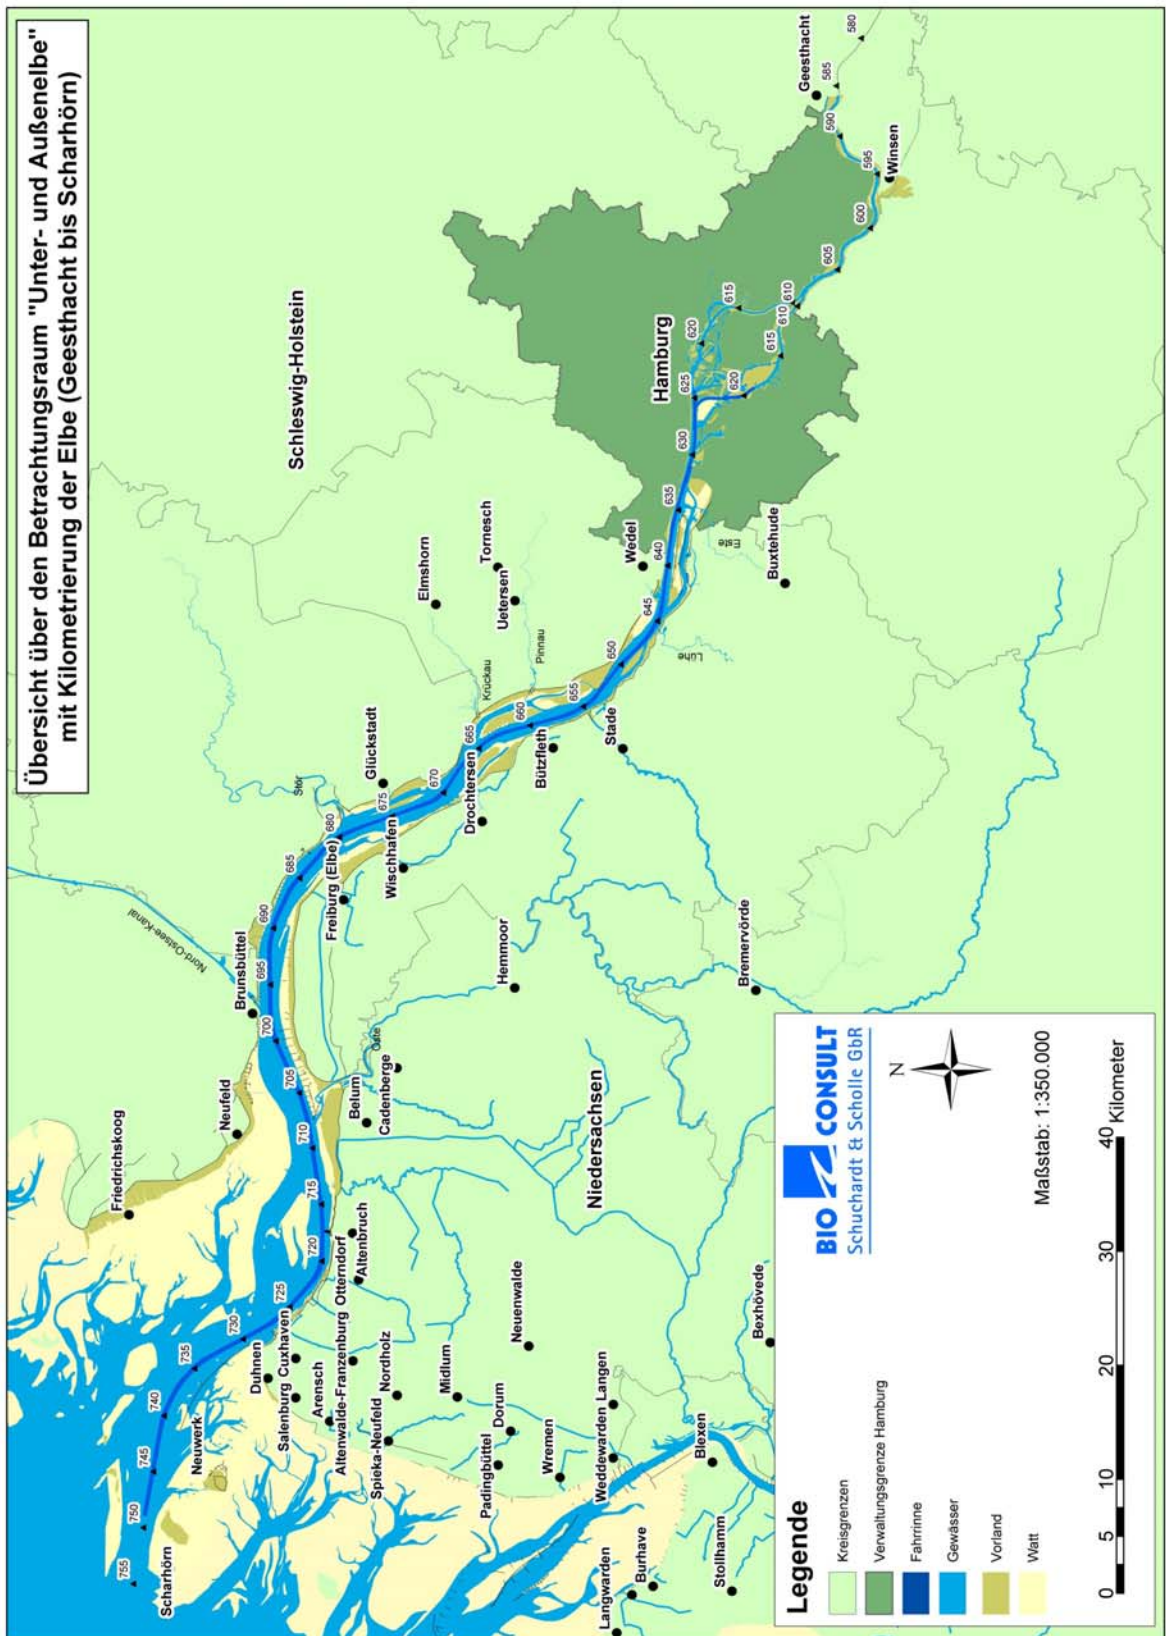 Übersicht über den Betrachtungsraum "Unter- und Außenelbe"
mit Kilometrierung der Elbe (Geesthacht bis Scharhörn)
Schleswig-Holstein
Friedrichskoog
Neufeld
Brunsbüttel
Nord-Ostsee-Kanal
Stör
Glückstadt
Elmshorn
Krückau
Tornesch
Uetersen
Pinnau
Wedel
Hamburg
Geesthacht
Winsen
755
750
745
740
735
730
725
720
715
710
705
700
695
690
685
680
675
670
665
660
655
650
645
640
635
630
625
620
615
620
615
610
610
605
600
595
590
585
580
Scharhörn
Neuwerk
Duhnen
Salenburg
Cuxhaven
Arensch
Altenwalde-Franzenburg
Otterndorf
Altenbruch
Spieka-Neufeld
Nordholz
Midlum
Dorum
Padingbüttel
Wremen
Neuenwalde
Weddewarden
Langen
Blexen
Bexhövede
Langwarden
Burhave
Stollhamm
Belum
Cadenberge
Oste
Freiburg (Elbe)
Wischhafen
Drochtersen
Bützfleth
Stade
Lühe
Este
Buxtehude
Hemmoor
Bremervörde
Niedersachsen
Legende
Kreisgrenzen
Verwaltungsgrenze Hamburg
Fahrrinne
Gewässer
Vorland
Watt
BIO CONSULT
Schuchardt & Scholle GbR
N
Maßstab: 1:350.000
0 5 10 20 30 40
Kilometer